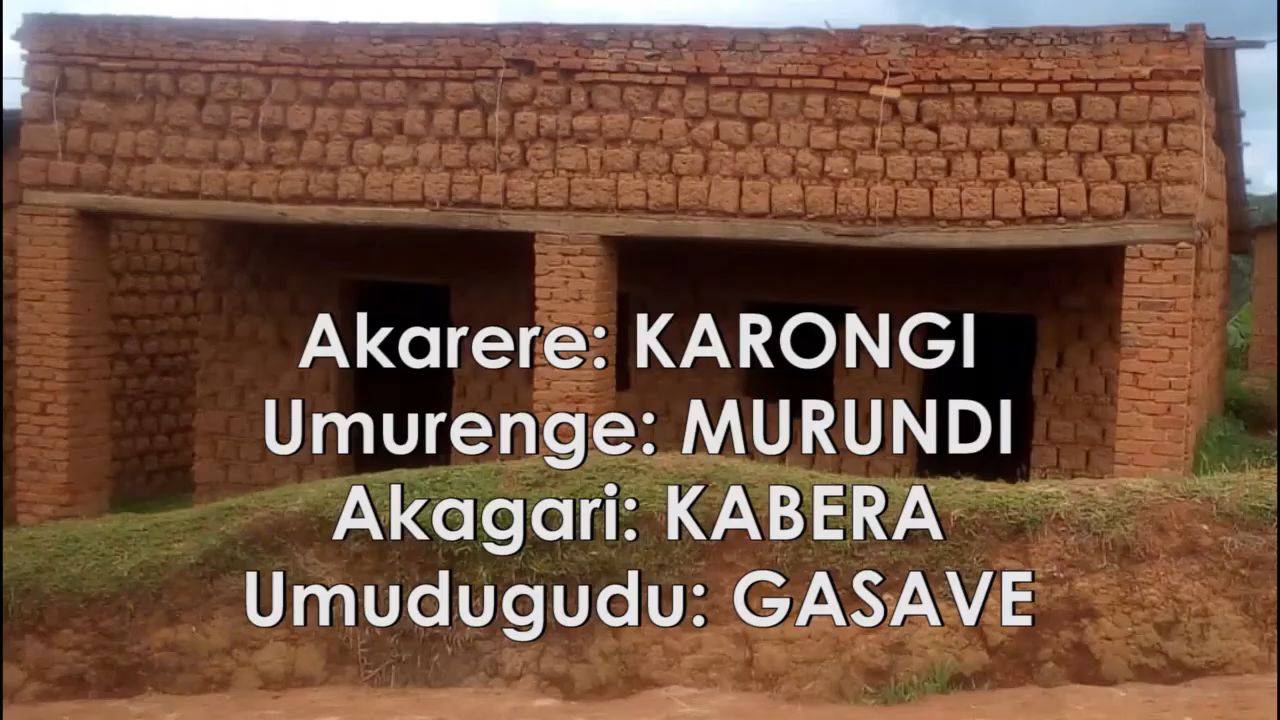 Akarere: KARONGI
Umurenge: MURUNDI
Akagari: KABERA
Umudugudu: GASAVE